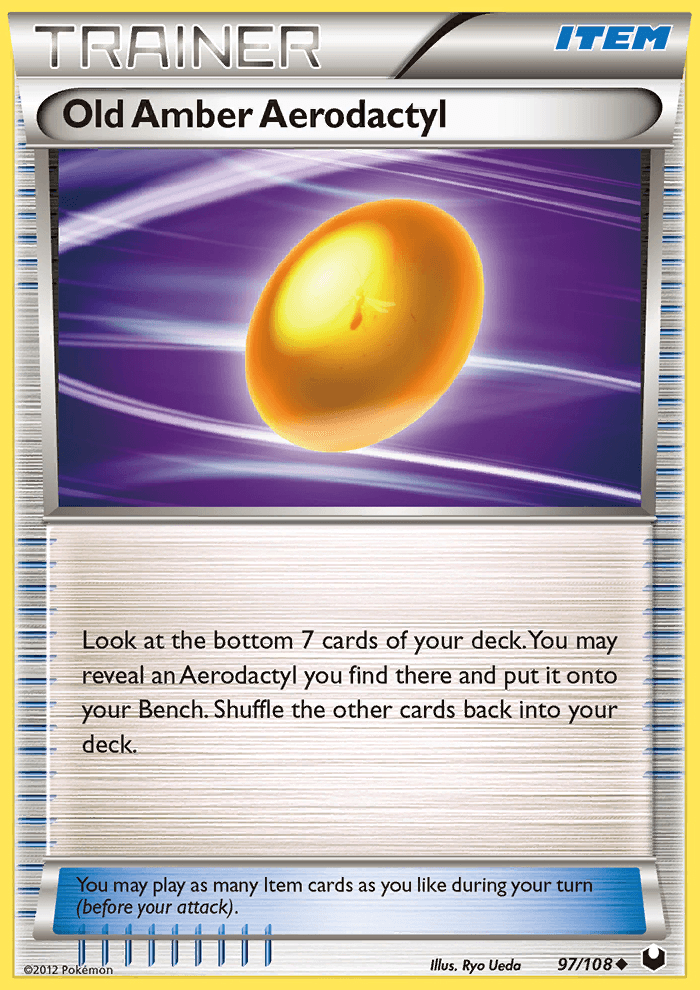 TRAINER
ITEM
Old Amber Aerodactyl
Look at the bottom 7 cards of your deck. You may
reveal an Aerodactyl you find there and put it onto
your Bench. Shuffle the other cards back into your
deck.
You may play as many Item cards as you like during your turn
(before your attack).
©2012 Pokémon
Illus. Ryo Ueda
97/108